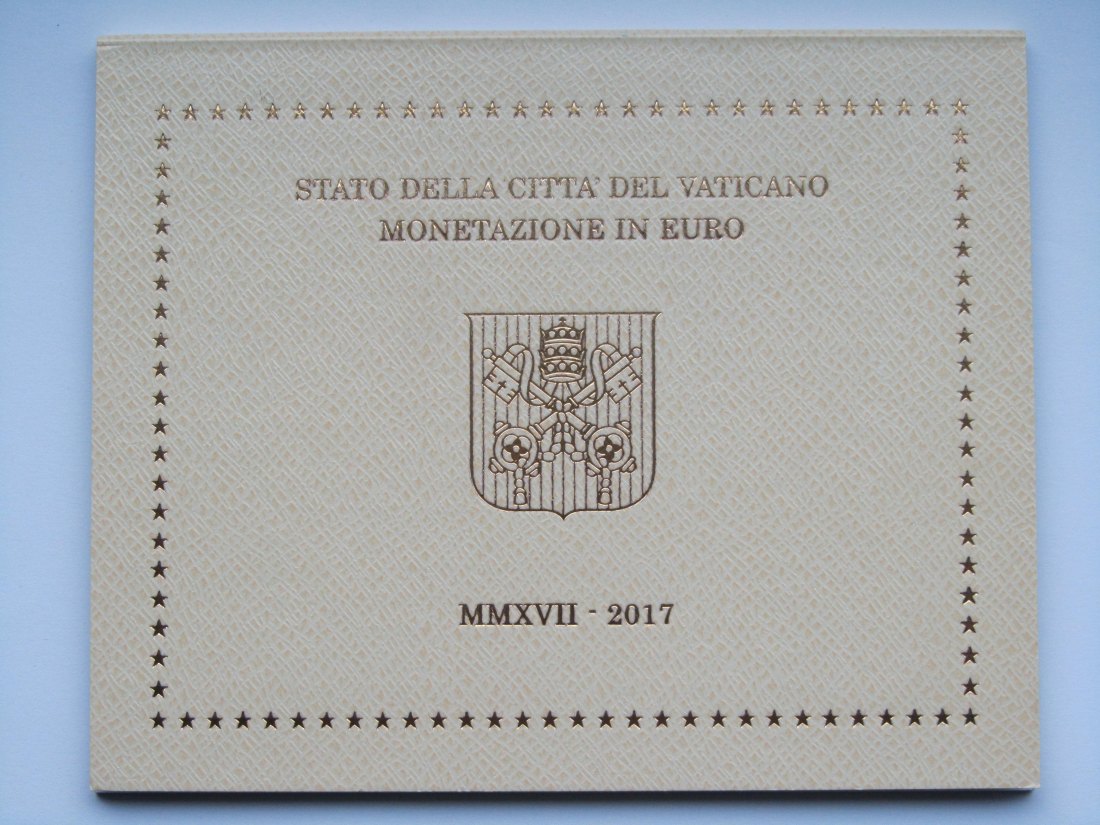 STATO DELLA CITTA' DEL VATICANO
MONETAZIONE IN EURO
MMXVII - 2017